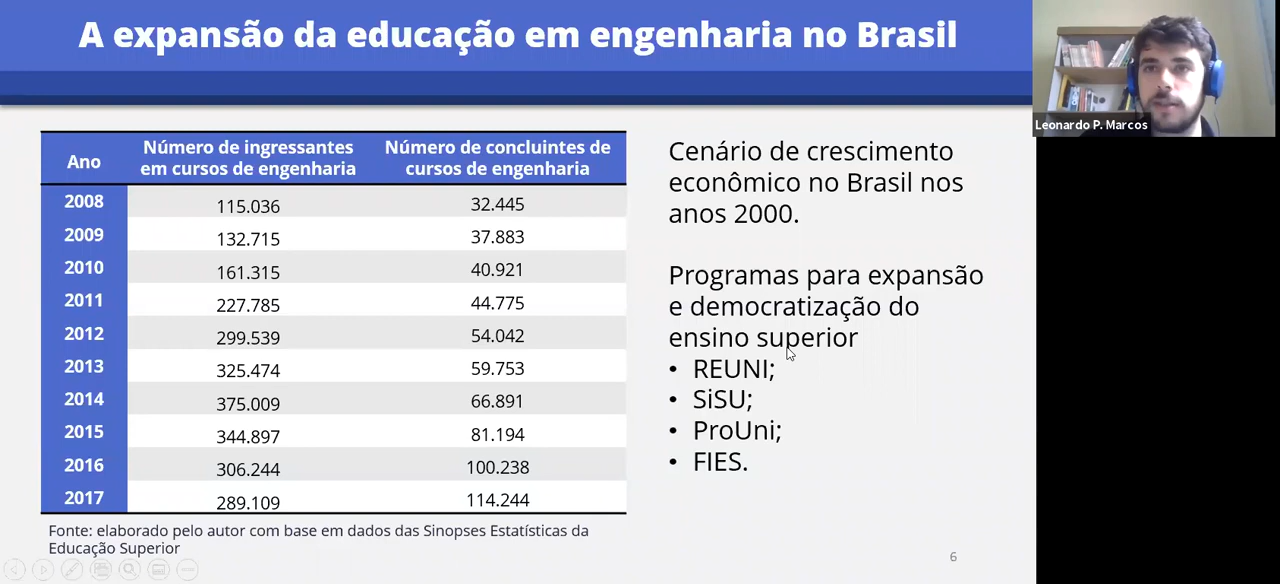 A expansão da educação em engenharia no Brasil
Leonardo P. Marcos
Ano
Número de ingressantes
em cursos de engenharia
Número de concluintes de
cursos de engenharia
2008 115.036 32.445
2009 132.715 37.883
2010 161.315 40.921
2011 227.785 44.775
2012 299.539 54.042
2013 325.474 59.753
2014 375.009 66.891
2015 344.897 81.194
2016 306.244 100.238
2017 289.109 114.244
Fonte: elaborado pelo autor com base em dados das Sinopses Estatísticas da
Educação Superior
Cenário de crescimento
econômico no Brasil nos
anos 2000.
Programas para expansão
e democratização do
ensino superior
• REUNI;
• SiSU;
• ProUni;
• FIES.
6